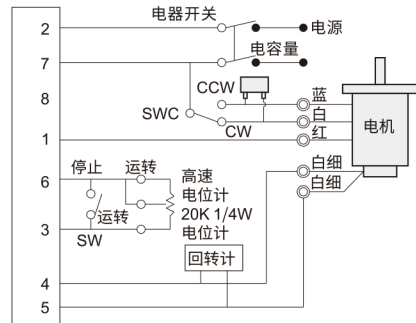 电器开关
2
电源
7
电容量
CCW
8
蓝
SWC
白
电机
CW
1
红
停止
运转
高速
白细
6
电位计
运转
20K 1/4W
白细
3
电位计
SW
回转计
4
5